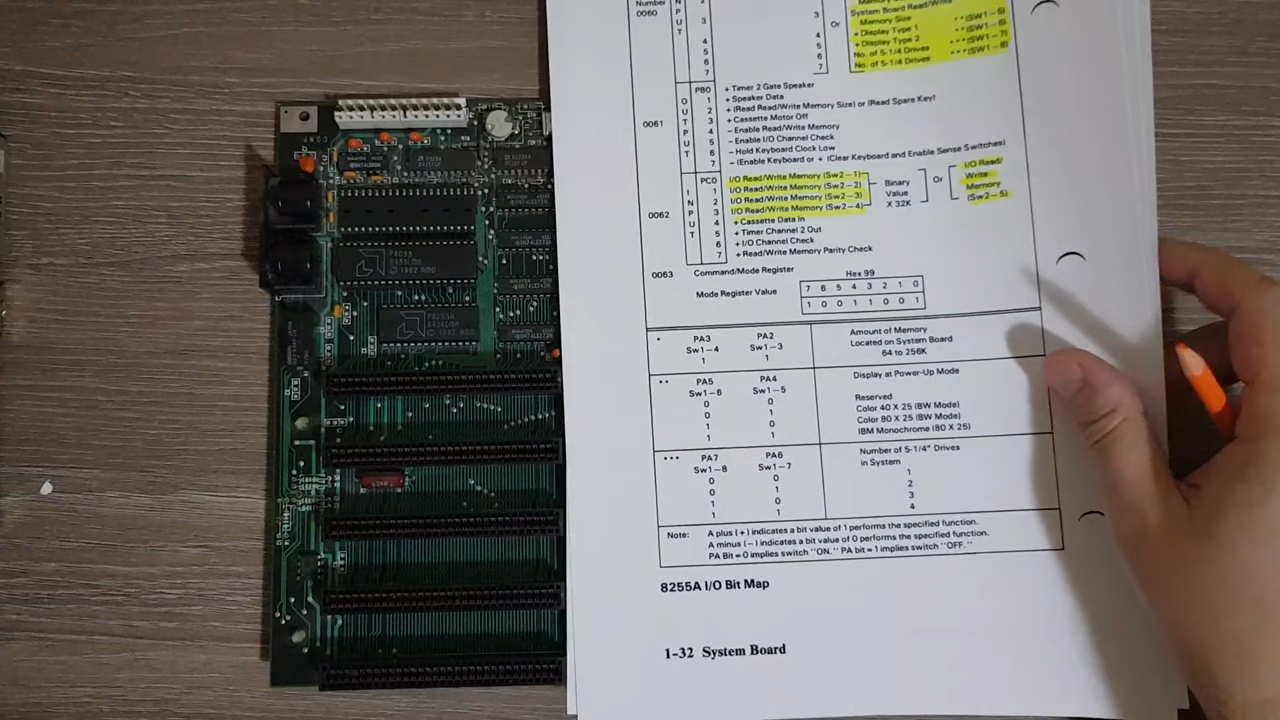 Number
0060
N
P
U
T
2
3
4
5
6
7
3
4
5
6
7
Or
System Board Read/Write
Memory Size **(SW1-5)
+ Display Type 1 **(SW1-6)
+ Display Type 2 ***(SW1-7)
No. of 5-1/4 Drives ***(SW1-8)
No. of 5-1/4 Drives
0061
O
U
T
P
U
T
PB0 + Timer 2 Gate Speaker
1 + Speaker Data
2 + (Read Read/Write Memory Size) or (Read Spare Key)
3 + Cassette Motor Off
4 - Enable Read/Write Memory
5 - Enable I/O Channel Check
6 - Hold Keyboard Clock Low
7 - (Enable Keyboard or + (Clear Keyboard and Enable Sense Switches)
0062
I
N
P
U
T
PC0 I/O Read/Write Memory (Sw2-1)
1 I/O Read/Write Memory (Sw2-2)
2 I/O Read/Write Memory (Sw2-3)
3 I/O Read/Write Memory (Sw2-4)
Binary
Value
X 32K
Or
I/O Read/
Write
Memory
(Sw2-5)
4 + Cassette Data In
5 + Timer Channel 2 Out
6 + I/O Channel Check
7 + Read/Write Memory Parity Check
0063 Command/Mode Register Hex 99
Mode Register Value
7 6 5 4 3 2 1 0
1 0 0 1 1 0 0 1
* PA3 PA2
Sw1-4 Sw1-3
1 1
Amount of Memory
Located on System Board
64 to 256K
** PA5 PA4
Sw1-6 Sw1-5
0 0
0 1
1 0
1 1
Display at Power-Up Mode
Reserved
Color 40 X 25 (BW Mode)
Color 80 X 25 (BW Mode)
IBM Monochrome (80 X 25)
*** PA7 PA6
Sw1-8 Sw1-7
0 0
0 1
1 0
1 1
Number of 5-1/4" Drives
in System
1
2
3
4
Note: A plus (+) indicates a bit value of 1 performs the specified function.
A minus (-) indicates a bit value of 0 performs the specified function.
PA Bit = 0 implies switch "ON." PA bit = 1 implies switch "OFF."
8255A I/O Bit Map
1-32 System Board
P8088
© 1982 AMD
P8255A
© 1982 AMD